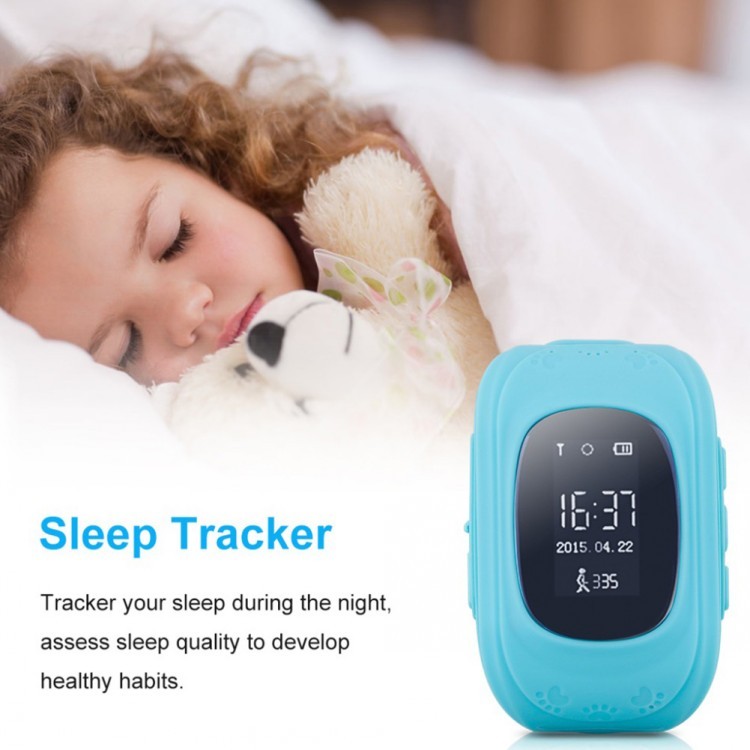 Sleep Tracker
Tracker your sleep during the night,
assess sleep quality to develop
healthy habits.
16:37
2015.04.22
335